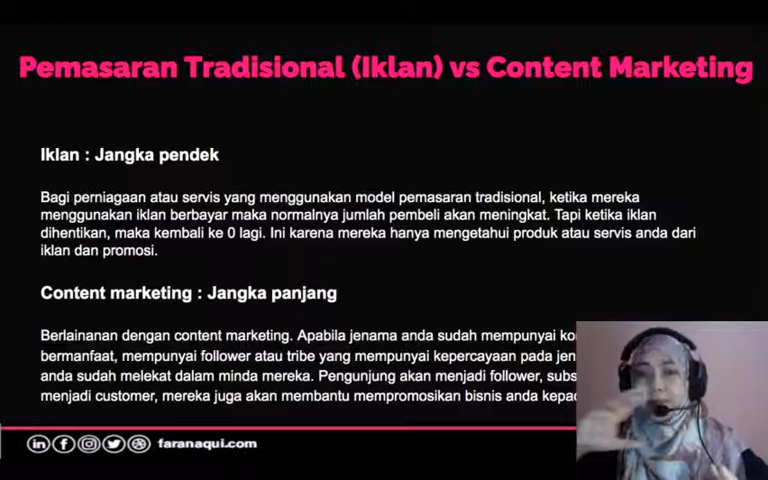 Pemasaran Tradisional (Iklan) vs Content Marketing
Iklan : Jangka pendek
Bagi perniagaan atau servis yang menggunakan model pemasaran tradisional, ketika mereka
menggunakan iklan berbayar maka normalnya jumlah pembeli akan meningkat. Tapi ketika iklan
dihentikan, maka kembali ke 0 lagi. Ini karena mereka hanya mengetahui produk atau servis anda dari
iklan dan promosi.
Content marketing : Jangka panjang
Berlainanan dengan content marketing. Apabila jenama anda sudah mempunyai
bermanfaat, mempunyai follower atau tribe yang mempunyai kepercayaan pada
anda sudah melekat dalam minda mereka. Pengunjung akan menjadi follower,
menjadi customer, mereka juga akan membantu mempromosikan bisnis anda
faranaqui.com